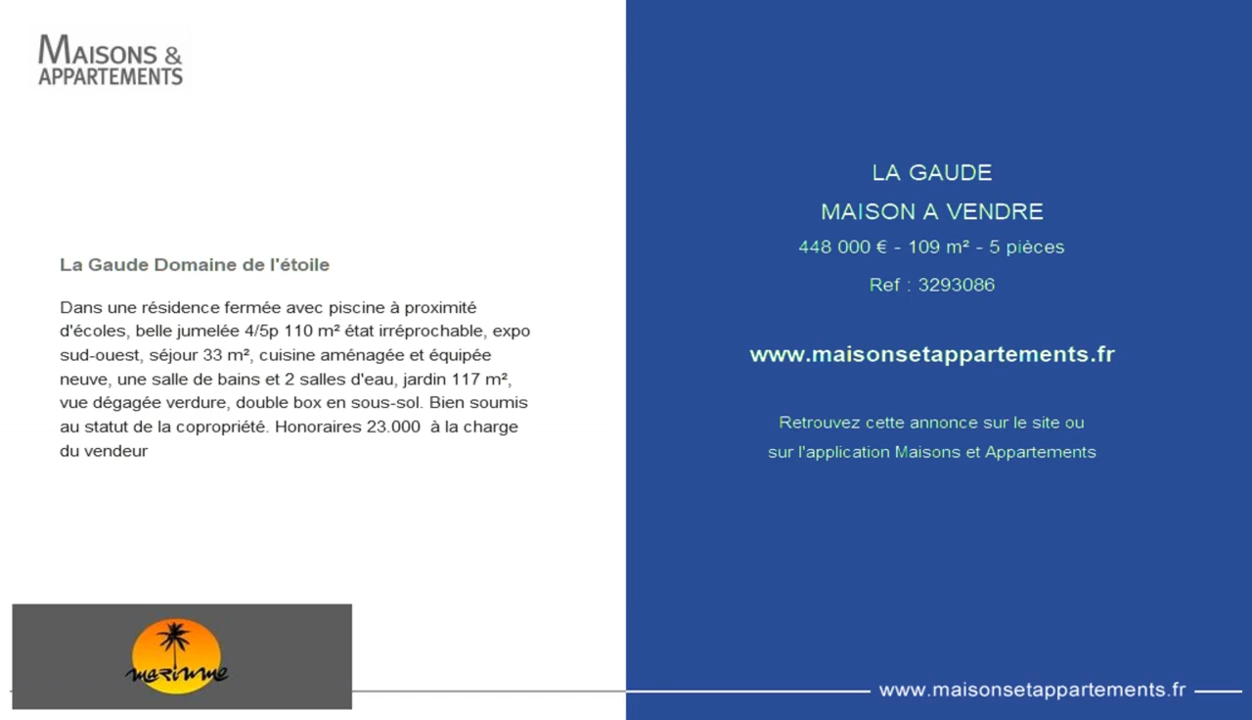 MAISONS &
APPARTEMENTS
La Gaude Domaine de l'étoile
Dans une résidence fermée avec piscine à proximité
d'écoles, belle jumelée 4/5p 110 m² état irréprochable, expo
sud-ouest, séjour 33 m², cuisine aménagée et équipée
neuve, une salle de bains et 2 salles d'eau, jardin 117 m²,
vue dégagée verdure, double box en sous-sol. Bien soumis
au statut de la copropriété. Honoraires 23.000  à la charge
du vendeur
marimme
LA GAUDE
MAISON A VENDRE
448 000 € - 109 m² - 5 pièces
Ref : 3293086
www.maisonsetappartements.fr
Retrouvez cette annonce sur le site ou
sur l'application Maisons et Appartements
www.maisonsetappartements.fr